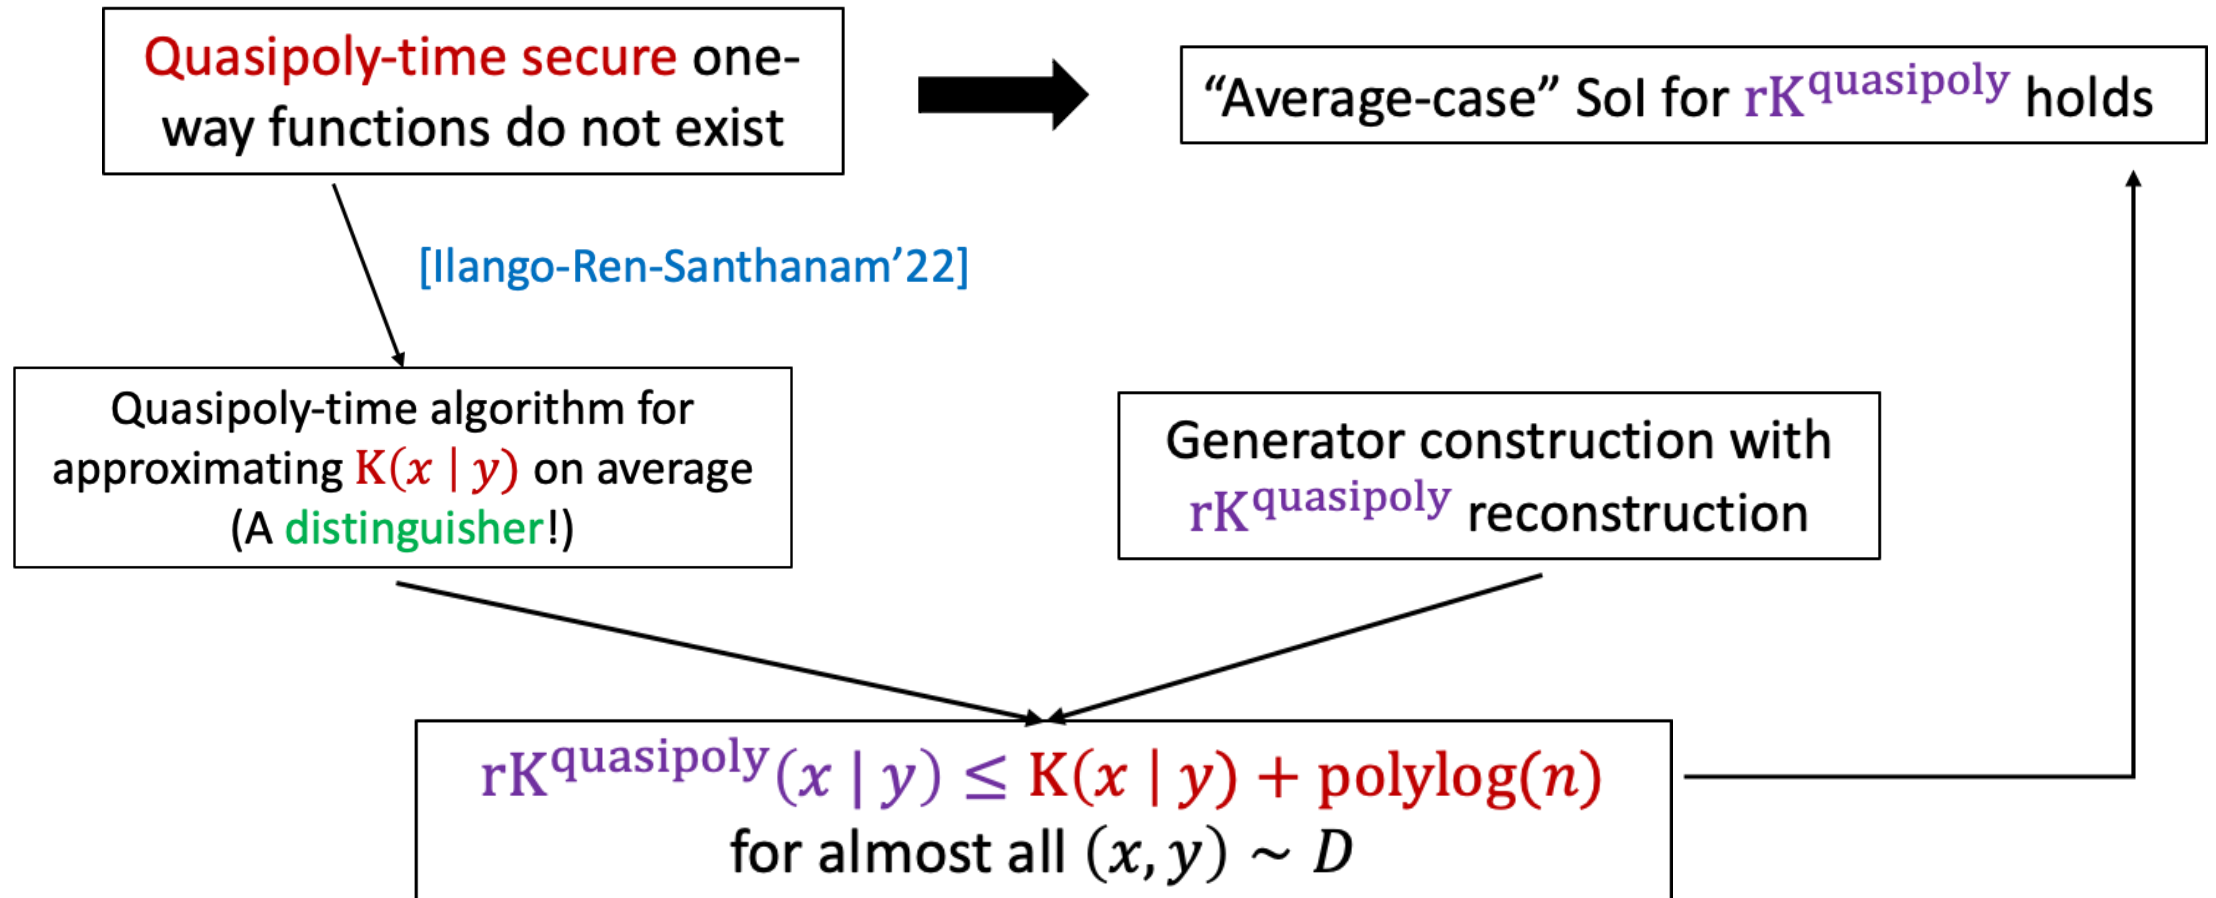 Quasipoly-time secure one-
way functions do not exist
“Average-case” SoI for rK^quasipoly holds
[Ilango-Ren-Santhanam’22]
Quasipoly-time algorithm for
approximating K(x | y) on average
(A distinguisher!)
Generator construction with
rK^quasipoly reconstruction
rK^quasipoly(x | y) ≤ K(x | y) + polylog(n)
for almost all (x, y) ~ D